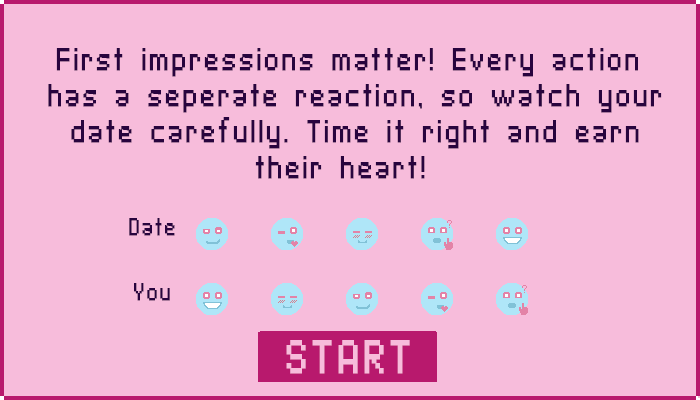 First impressions matter! Every action
has a seperate reaction, so watch your
date carefully. Time it right and earn
their heart!
Date
You
START